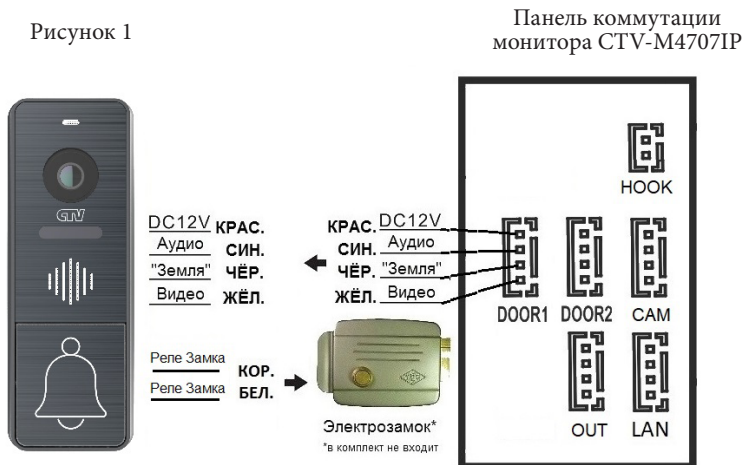 Рисунок 1
Панель коммутации
монитора CTV-M4707IP
CTV
DC12V КРАС.
Аудио СИН.
"Земля" ЧЁР.
Видео ЖЁЛ.
КРАС. DC12V
СИН. Аудио
ЧЁР. "Земля"
ЖЁЛ. Видео
Реле Замка КОР.
Реле Замка БЕЛ.
Электрозамок*
*в комплект не входит
HOOK
DOOR1 DOOR2 CAM
OUT LAN